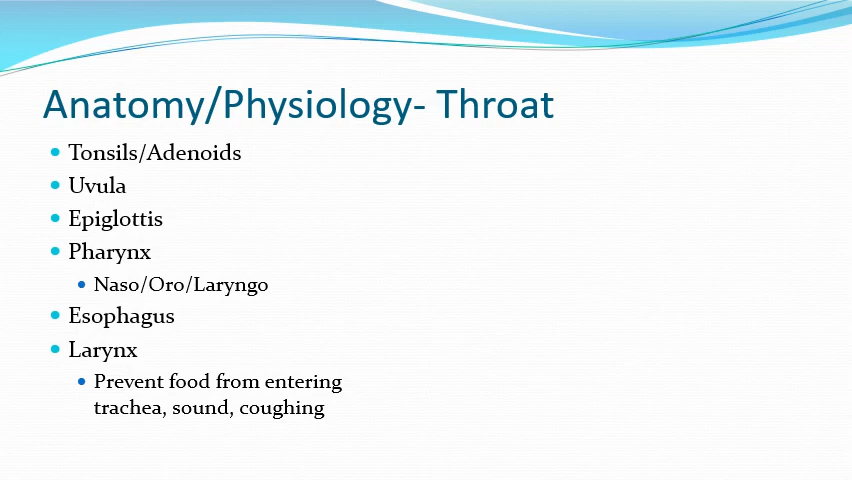 Anatomy/Physiology- Throat
Tonsils/Adenoids
Uvula
Epiglottis
Pharynx
Naso/Oro/Laryngo
Esophagus
Larynx
Prevent food from entering
trachea, sound, coughing